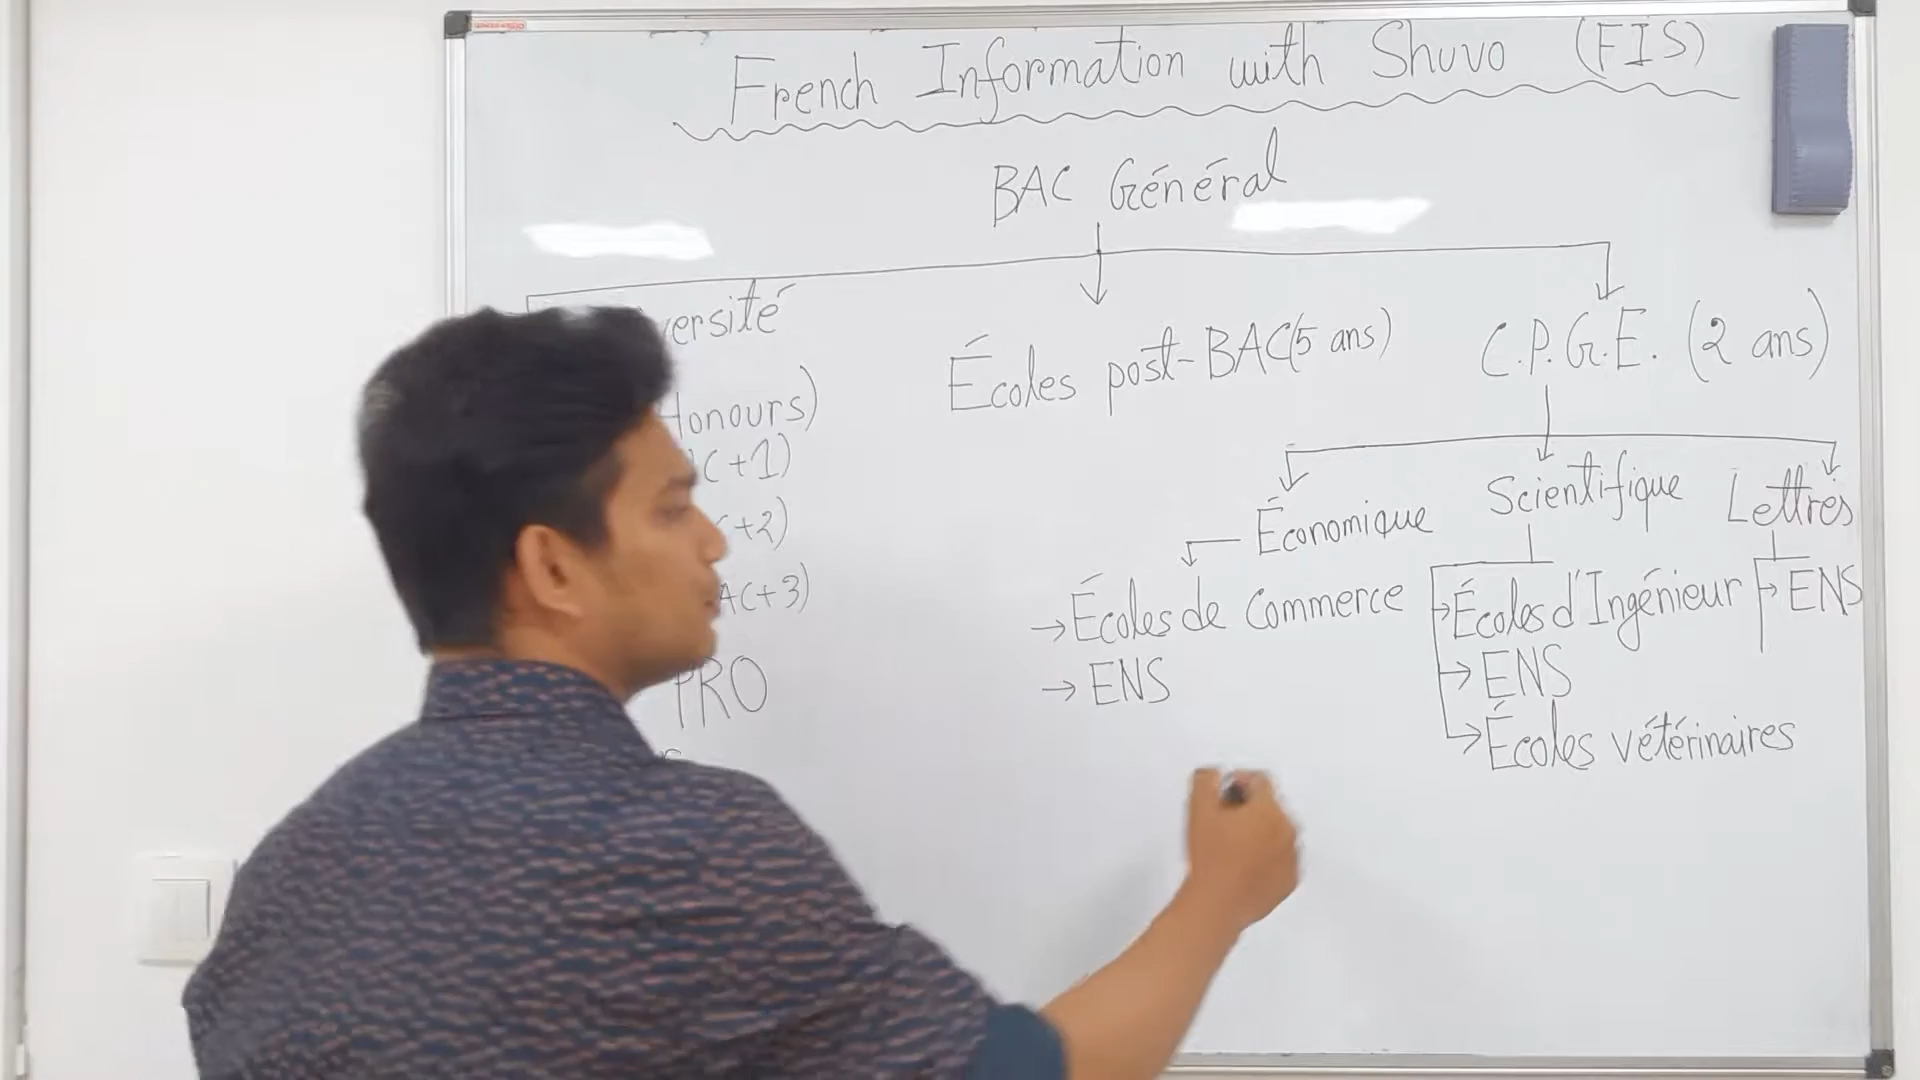 French Information with Shuvo (FIS)
BAC Général
ersité
Écoles post-BAC(5 ans)
C.P.G.E. (2 ans)
Honours)
C+1)
+2)
AC+3)
PRO
Économique
Scientifique
Lettres
→ Écoles de Commerce
→ ENS
Écoles d'Ingénieur
ENS
Écoles vétérinaires
ENS